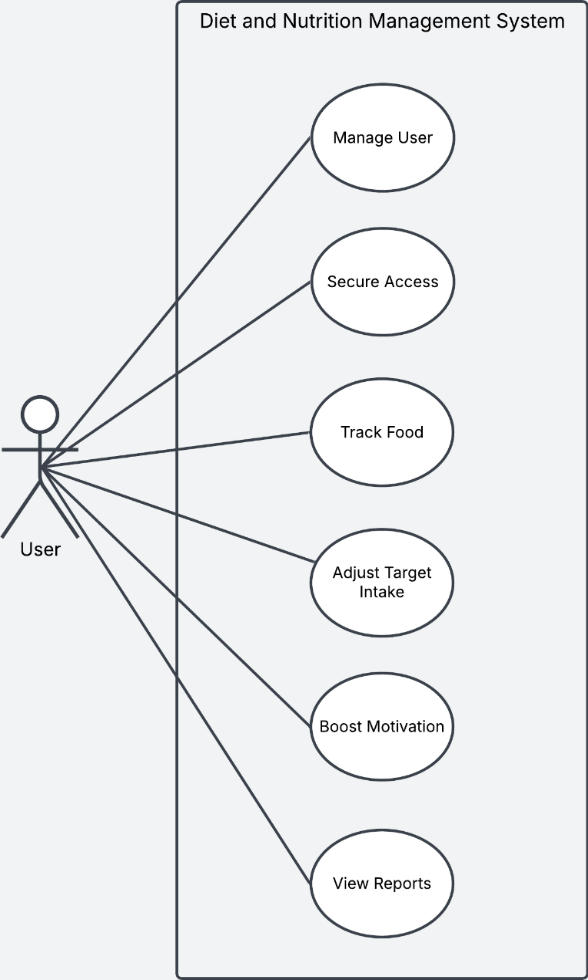 Diet and Nutrition Management System
Manage User
Secure Access
Track Food
User
Adjust Target
Intake
Boost Motivation
View Reports